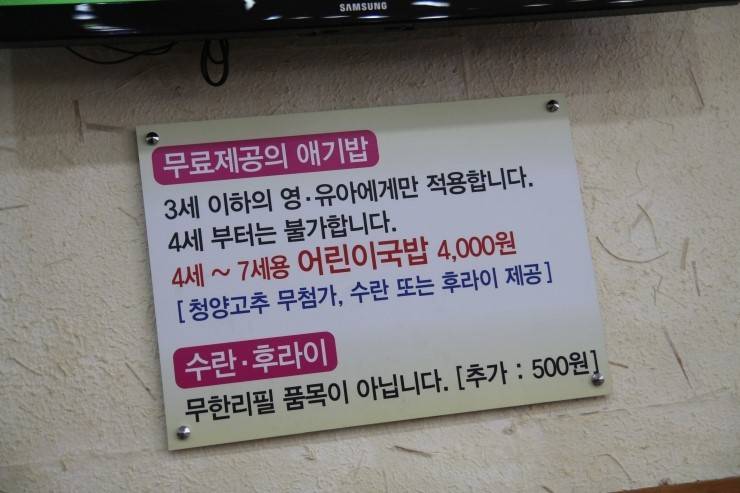 SAMSUNG
무료제공의 애기밥
3세 이하의 영·유아에게만 적용합니다.
4세 부터는 불가합니다.
4세 ~ 7세용 어린이국밥 4,000원
[청양고추 무첨가, 수란 또는 후라이 제공]
수란·후라이
무한리필 품목이 아닙니다. [추가 : 500원]